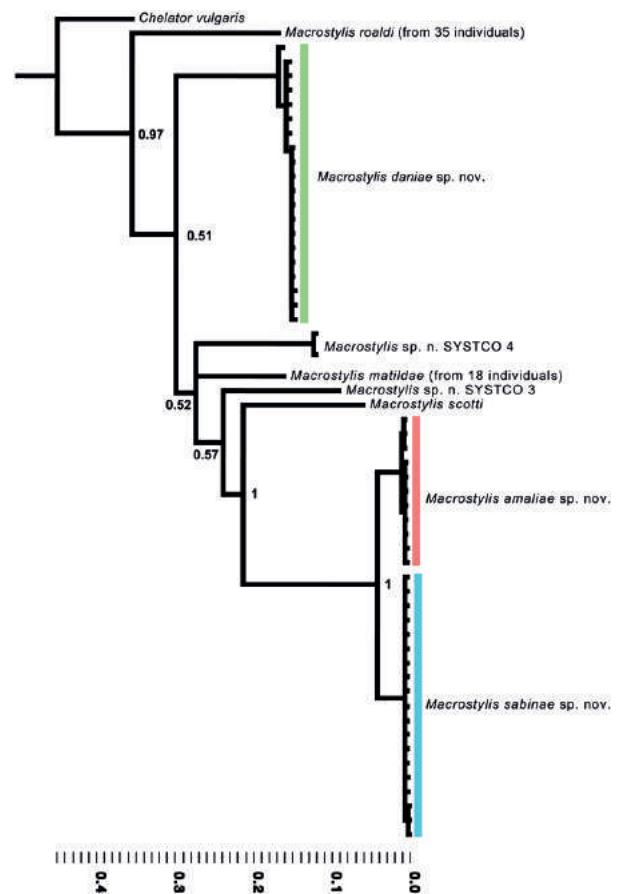 Chelator vulgaris
Macrostylis roaldi (from 35 individuals)
0.97
Macrostylis daniae sp. nov.
0.51
Macrostylis sp. n. SYSTCO 4
Macrostylis matildae (from 18 individuals)
Macrostylis sp. n. SYSTCO 3
0.52
Macrostylis scotti
0.57
1
Macrostylis amaliae sp. nov.
1
Macrostylis sabinae sp. nov.
0.4 0.3 0.2 0.1 0.0